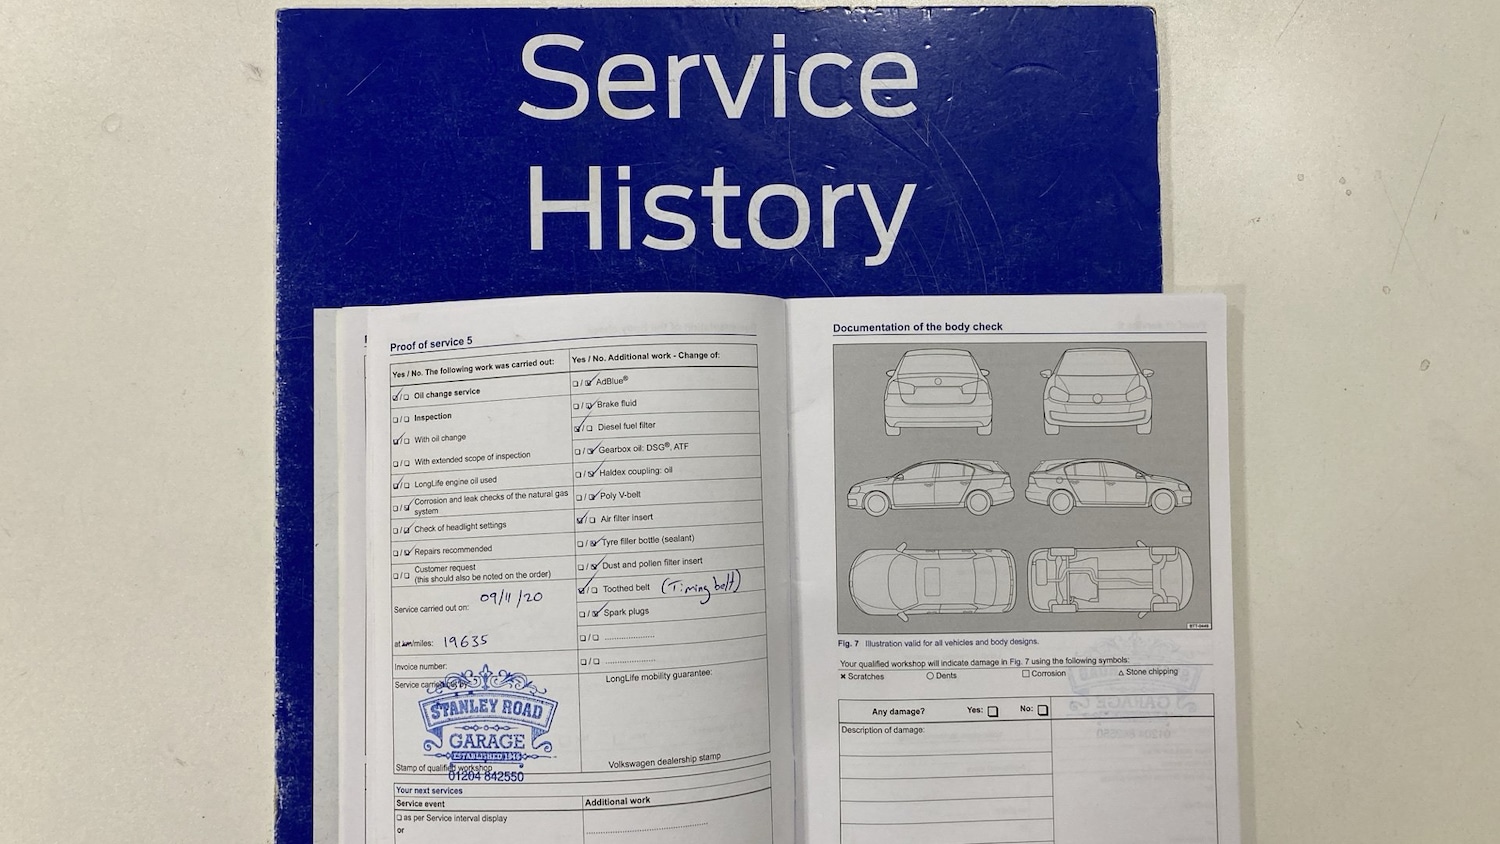 Service
History
Proof of service 5
Yes / No. The following work was carried out:
Oil change service
Inspection
With oil change
With extended scope of inspection
LongLife engine oil used
Corrosion and leak checks of the natural gas
system
Check of headlight settings
Repairs recommended
Customer request
(this should also be noted on the order)
Service carried out on: 09/11/20
at km/miles: 19635
Invoice number:
Service carried
STANLEY ROAD
GARAGE
ESTABLISHED
Stamp of qualified workshop
01204 842550
Yes / No. Additional work - Change of:
AdBlue®
Brake fluid
Diesel fuel filter
Gearbox oil: DSG®, ATF
Haldex coupling: oil
Poly V-belt
Air filter insert
Tyre filler bottle (sealant)
Dust and pollen filter insert
Toothed belt (Timing belt)
Spark plugs
LongLife mobility guarantee:
Volkswagen dealership stamp
Your next services
Service event
as per Service interval display
or
Additional work
Documentation of the body check
Fig. 7 Illustration valid for all vehicles and body designs.
Your qualified workshop will indicate damage in Fig. 7 using the following symbols:
× Scratches ○ Dents □ Corrosion △ Stone chipping
Any damage? Yes: □ No: □
Description of damage: